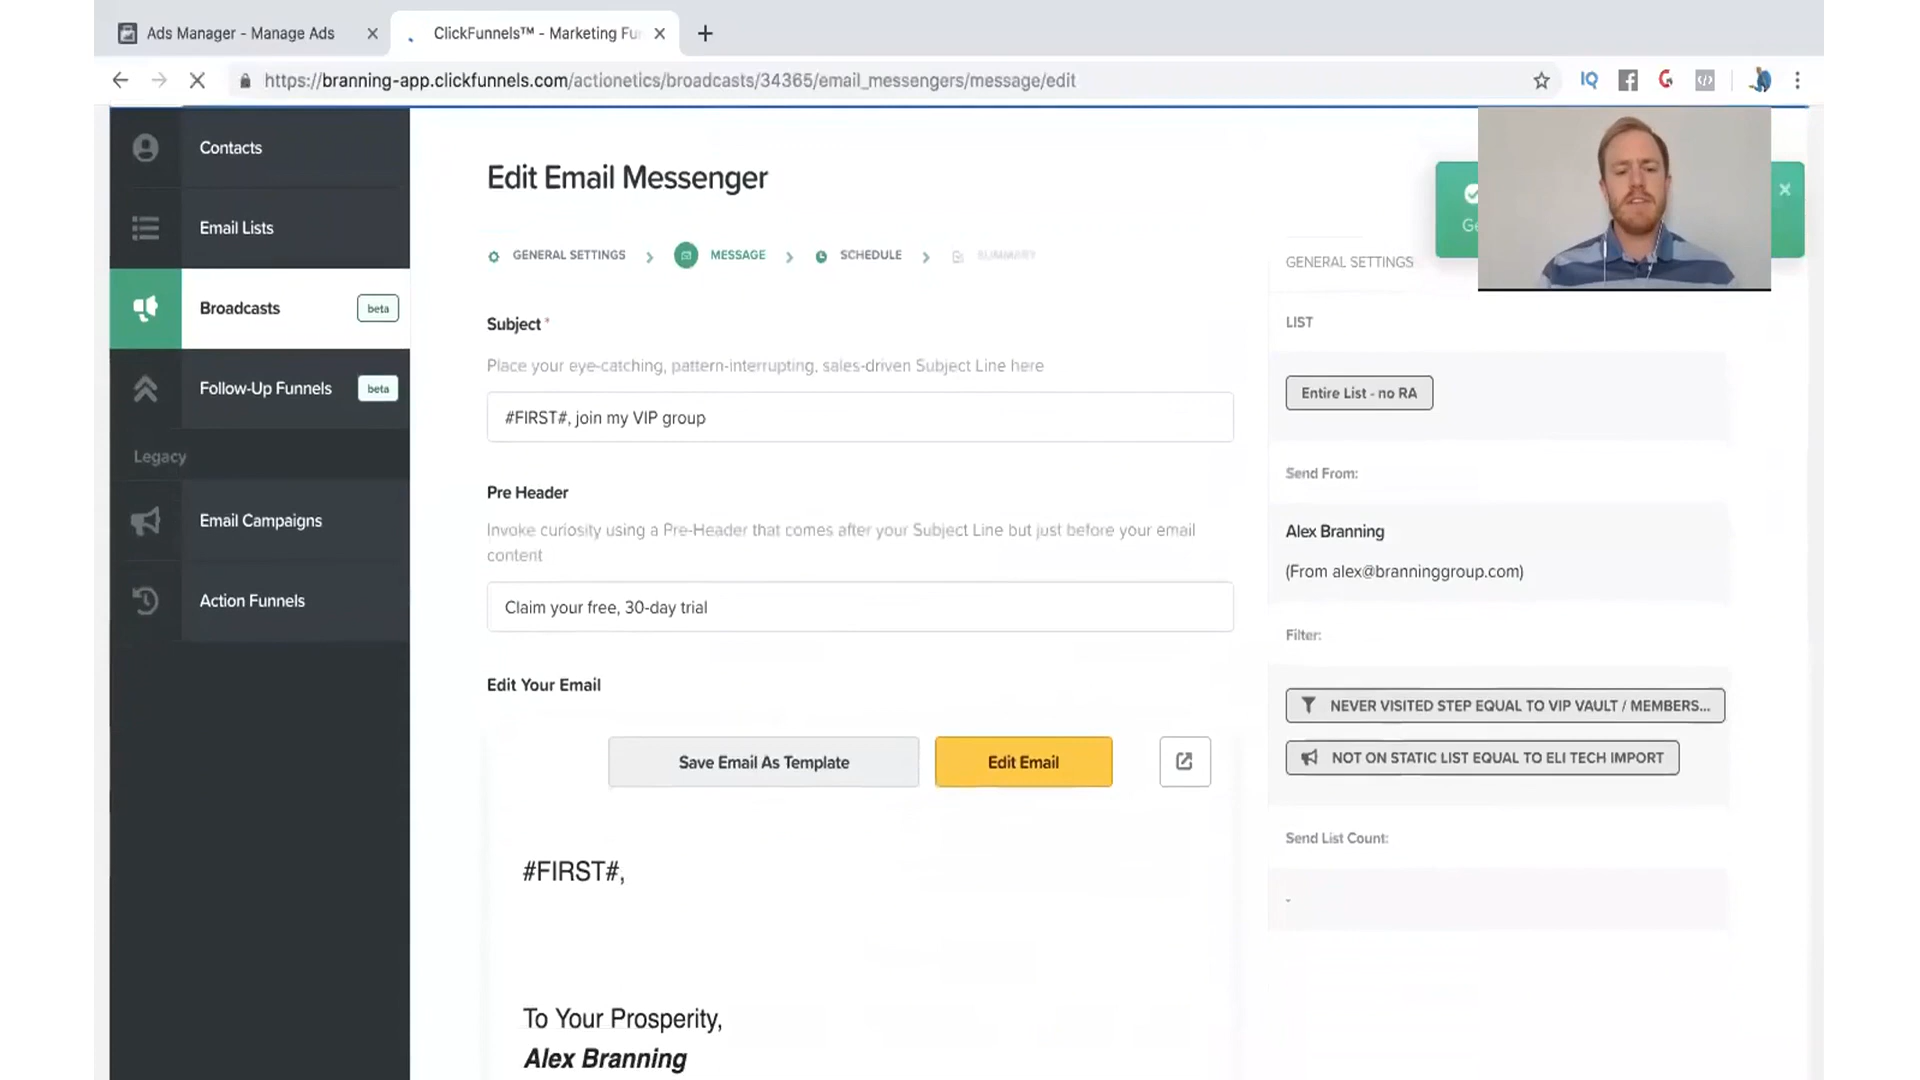 Ads Manager - Manage Ads
ClickFunnels™ - Marketing Fu
https://branning-app.clickfunnels.com/actionetics/broadcasts/34365/email_messengers/message/edit
IQ
Contacts
Email Lists
Broadcasts beta
Follow-Up Funnels beta
Legacy
Email Campaigns
Action Funnels
Edit Email Messenger
GENERAL SETTINGS
MESSAGE
SCHEDULE
SUMMARY
Subject *
Place your eye-catching, pattern-interrupting, sales-driven Subject Line here
#FIRST#, join my VIP group
Pre Header
Invoke curiosity using a Pre-Header that comes after your Subject Line but just before your email
content
Claim your free, 30-day trial
Edit Your Email
Save Email As Template
Edit Email
#FIRST#,
To Your Prosperity,
Alex Branning
Ge
GENERAL SETTINGS
LIST
Entire List - no RA
Send From:
Alex Branning
(From alex@branninggroup.com)
Filter:
NEVER VISITED STEP EQUAL TO VIP VAULT / MEMBERS...
NOT ON STATIC LIST EQUAL TO ELI TECH IMPORT
Send List Count:
-